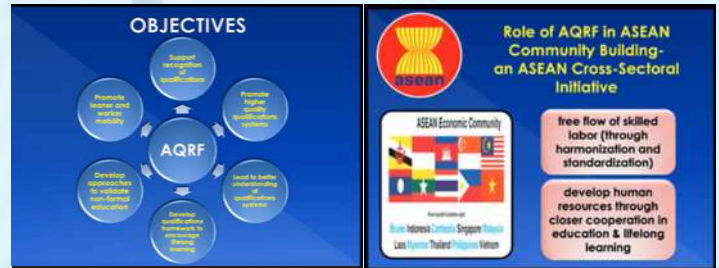 OBJECTIVES
Support
recognition
of
qualifications
Promote
higher
quality
qualifications
systems
Lead to better
understanding
of
qualifications
systems
Develop
qualifications
framework to
encourage
lifelong
learning
Develop
approaches
to validate
non-formal
education
Promote
leaner and
worker
mobility
AQRF
asean
Role of AQRF in ASEAN
Community Building-
an ASEAN Cross-Sectoral
Initiative
ASEAN Economic Community
Brunei Indonesia Cambodia Singapore Malaysia
Laos Myanmar Thailand Philippines Vietnam
free flow of skilled
labor (through
harmonization and
standardization)
develop human
resources through
closer cooperation in
education & lifelong
learning